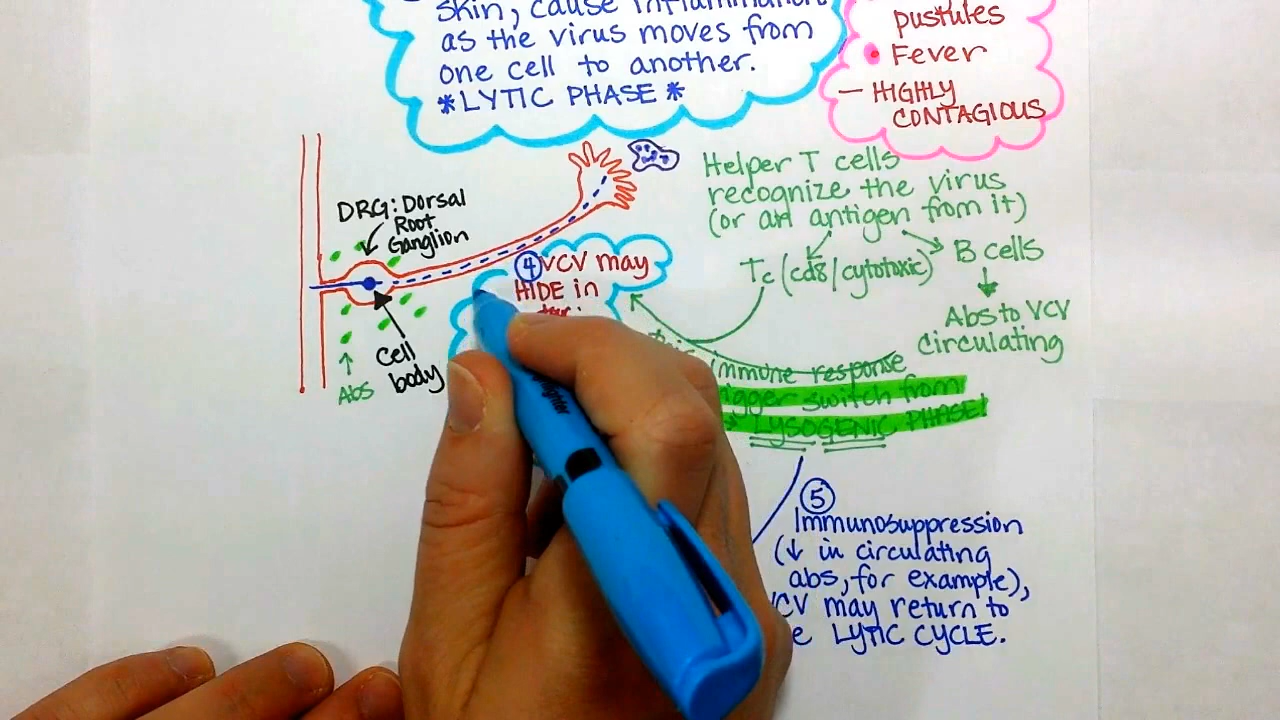 skin, cause inflammation
as the virus moves from
one cell to another.
*LYTIC PHASE*
pustules
Fever
— HIGHLY
CONTAGIOUS
DRG: Dorsal
Root
Ganglion
Cell
body
Abs
④ VCV may
HIDE in
Helper T cells
recognize the virus
(or an antigen from it)
Tc (cd8/cytotoxic)
B cells
Abs to VCV
circulating
immune response
switch from
LYSOGENIC PHASE!
⑤
Immunosuppression
(↓ in circulating
abs, for example),
may return to
LYTIC CYCLE.